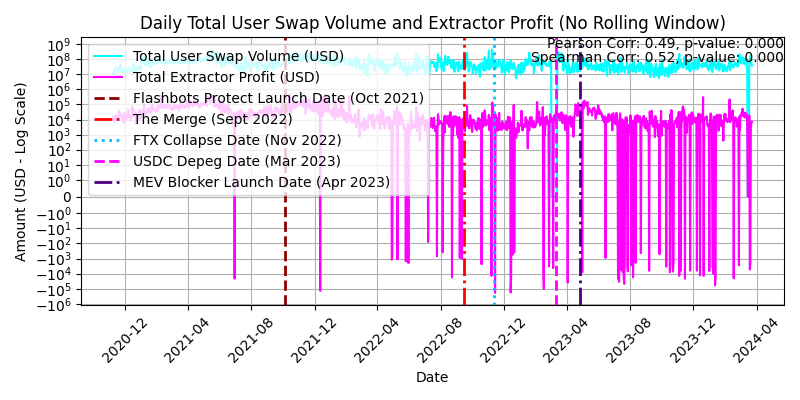 Daily Total User Swap Volume and Extractor Profit (No Rolling Window)
Pearson Corr: 0.49, p-value: 0.000
Spearman Corr: 0.52, p-value: 0.000
Total User Swap Volume (USD)
Total Extractor Profit (USD)
Flashbots Protect Launch Date (Oct 2021)
The Merge (Sept 2022)
FTX Collapse Date (Nov 2022)
USDC Depeg Date (Mar 2023)
MEV Blocker Launch Date (Apr 2023)
Amount (USD - Log Scale)
10⁹
10⁸
10⁷
10⁶
10⁵
10⁴
10³
10²
10¹
10⁰
0
−10⁰
−10¹
−10²
−10³
−10⁴
−10⁵
−10⁶
2020-12
2021-04
2021-08
2021-12
2022-04
2022-08
2022-12
2023-04
2023-08
2023-12
2024-04
Date